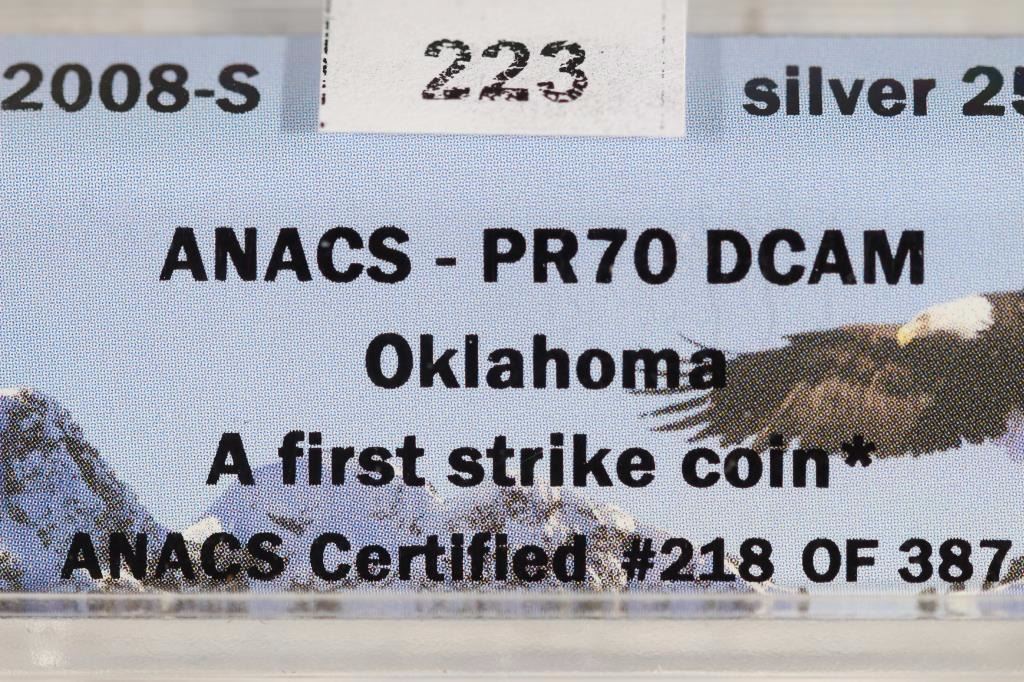 223
2008-S silver 25
ANACS - PR70 DCAM
Oklahoma
A first strike coin*
ANACS Certified #218 OF 387